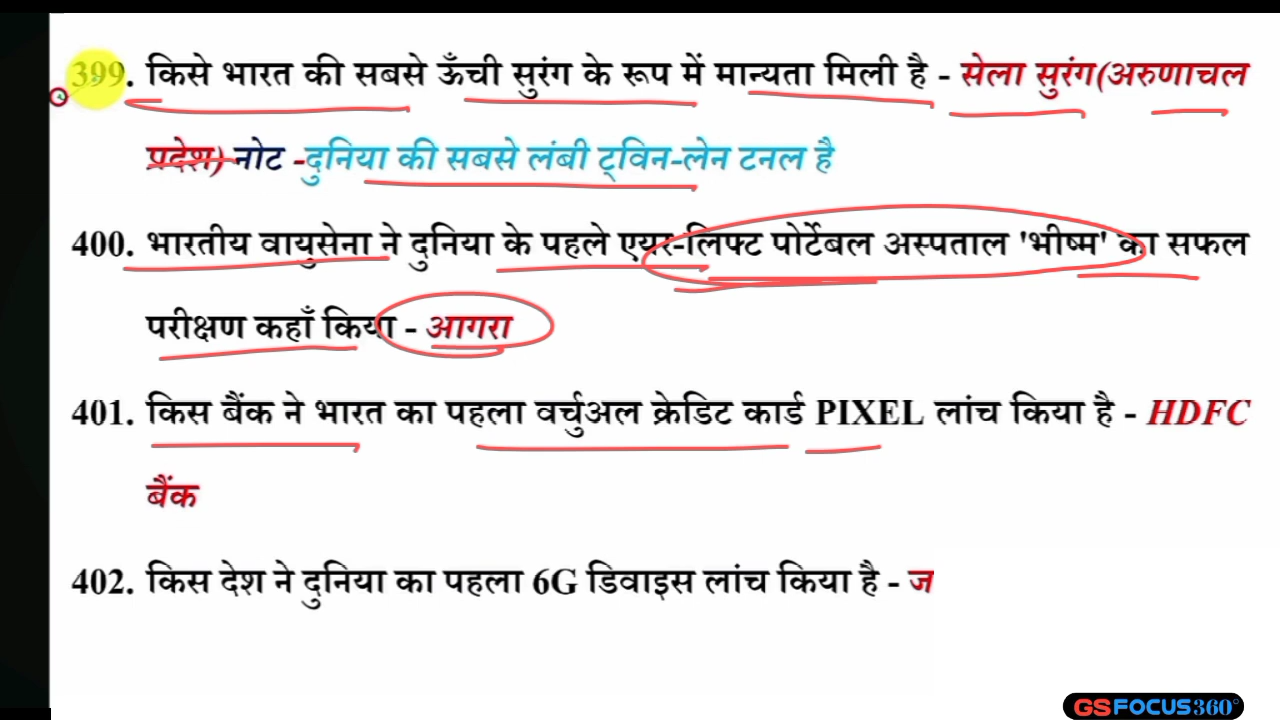 399. किसे भारत की सबसे ऊँची सुरंग के रूप में मान्यता मिली है - सेला सुरंग(अरुणाचल
प्रदेश) नोट -दुनिया की सबसे लंबी ट्विन-लेन टनल है
400. भारतीय वायुसेना ने दुनिया के पहले एयर-लिफ्ट पोर्टेबल अस्पताल 'भीष्म' का सफल
परीक्षण कहाँ किया - आगरा
401. किस बैंक ने भारत का पहला वर्चुअल क्रेडिट कार्ड PIXEL लांच किया है - HDFC
बैंक
402. किस देश ने दुनिया का पहला 6G डिवाइस लांच किया है - ज
GSFOCUS360°